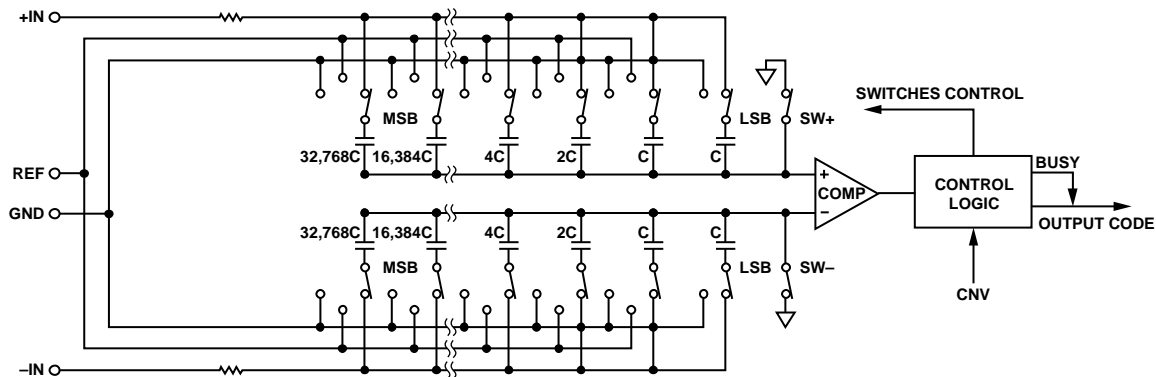 +IN
SWITCHES CONTROL
MSB
LSB
SW+
32,768C 16,384C 4C 2C C C
BUSY
REF
+
COMP
–
CONTROL
LOGIC
GND
OUTPUT CODE
32,768C 16,384C 4C 2C C C
MSB
LSB
SW–
CNV
–IN